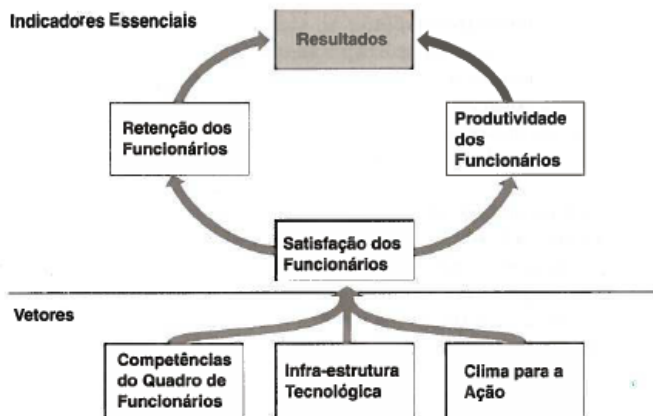 Indicadores Essenciais
Resultados
Retenção dos
Funcionários
Produtividade
dos
Funcionários
Satisfação dos
Funcionários
Vetores
Competências
do Quadro de
Funcionários
Infra-estrutura
Tecnológica
Clima para a
Ação